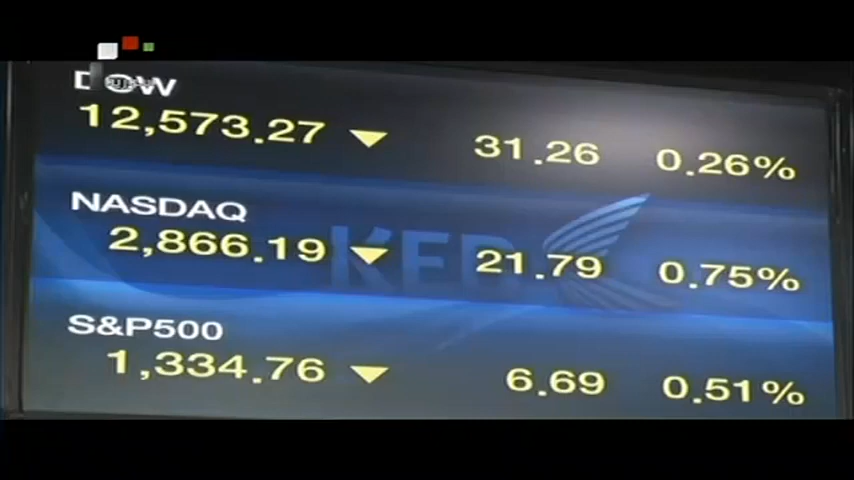 DOW
12,573.27 ▼ 31.26 0.26%
NASDAQ
2,866.19 ▼ 21.79 0.75%
KEB
S&P500
1,334.76 ▼ 6.69 0.51%